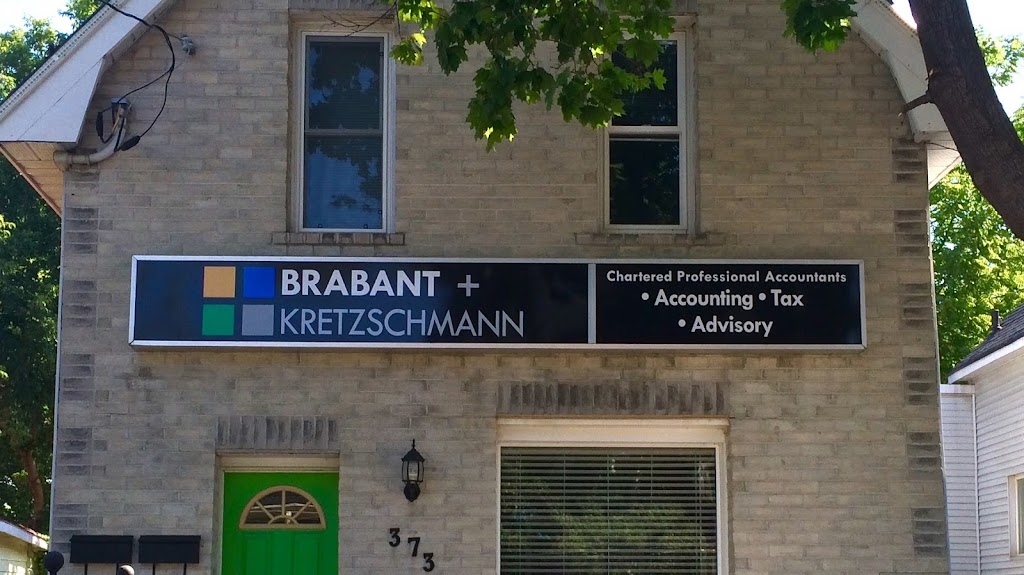 BRABANT +
KRETZSCHMANN
Chartered Professional Accountants
• Accounting • Tax
• Advisory
373